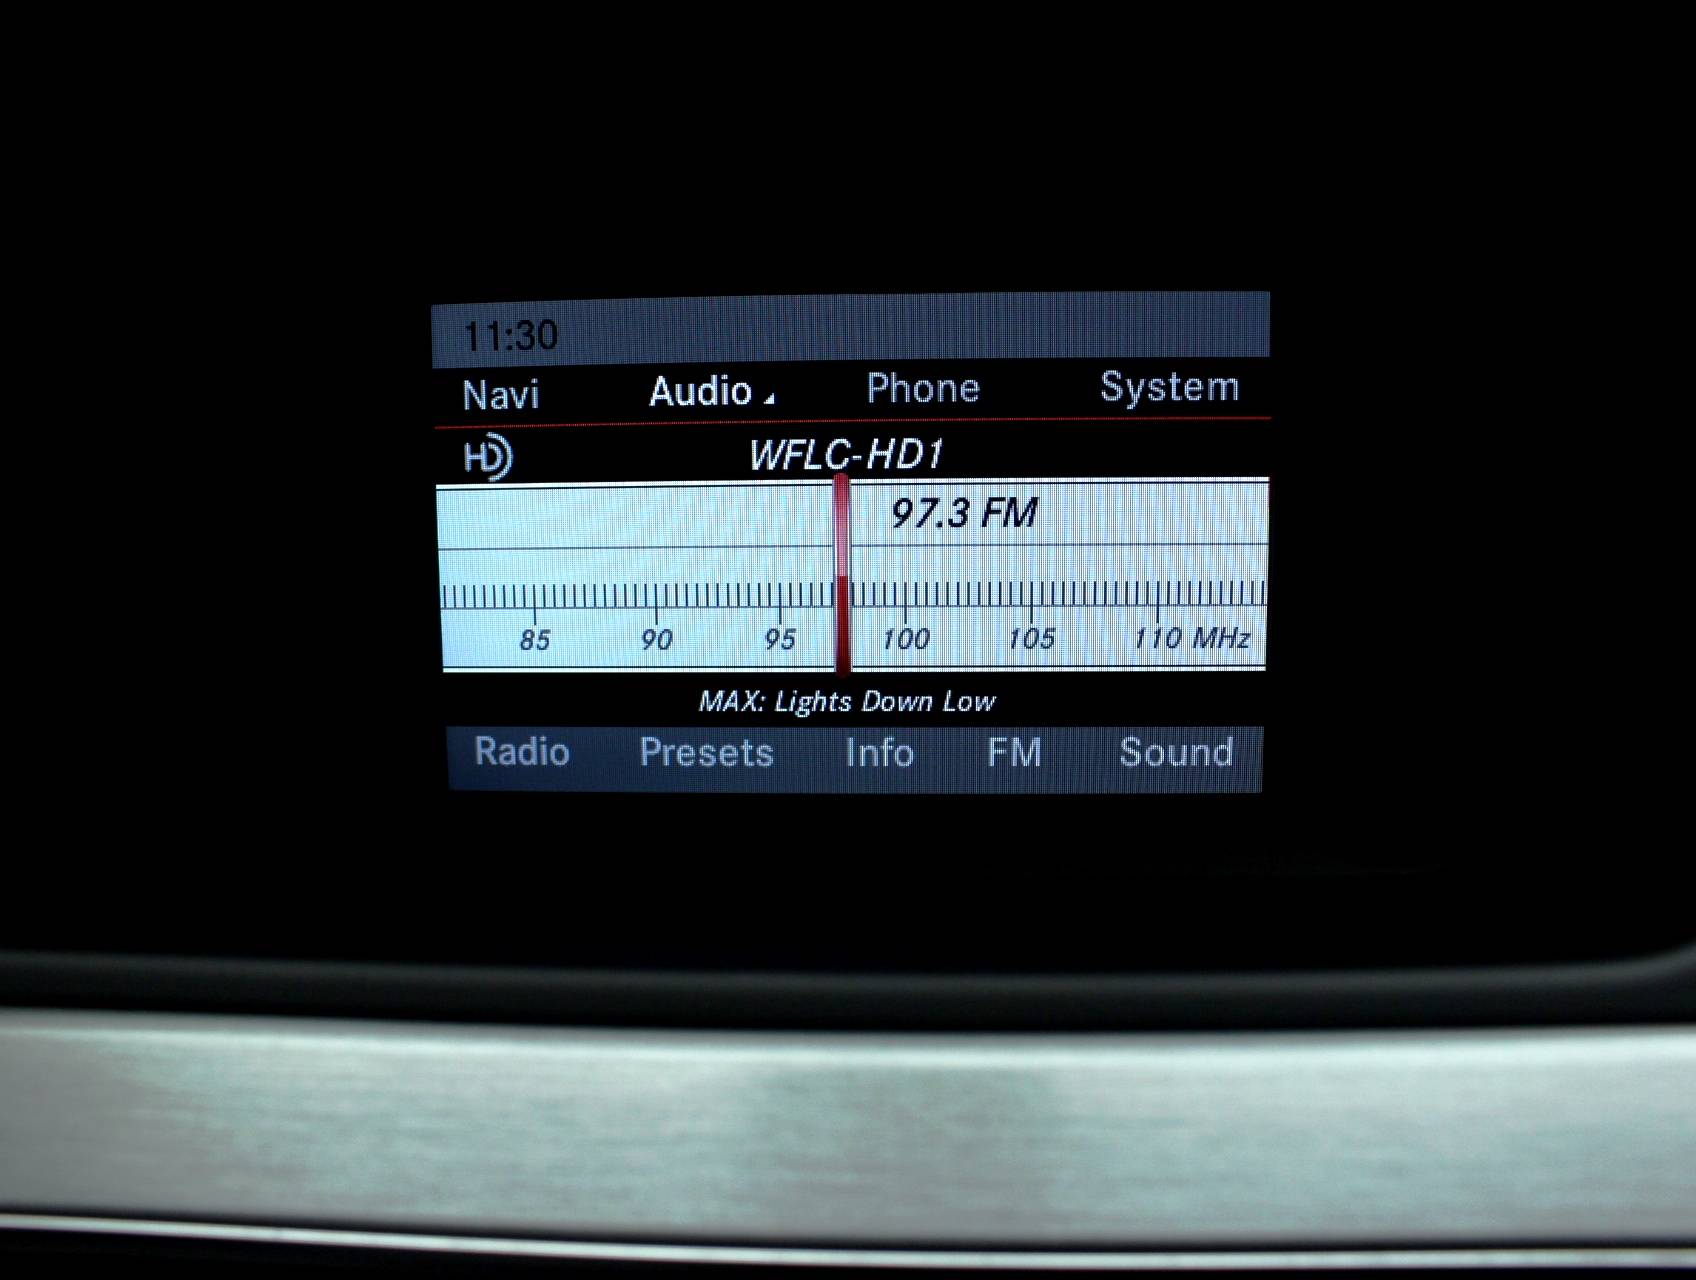 11:30
Navi Audio Phone System
HD WFLC-HD1
97.3 FM
85 90 95 100 105 110 MHz
MAX: Lights Down Low
Radio Presets Info FM Sound